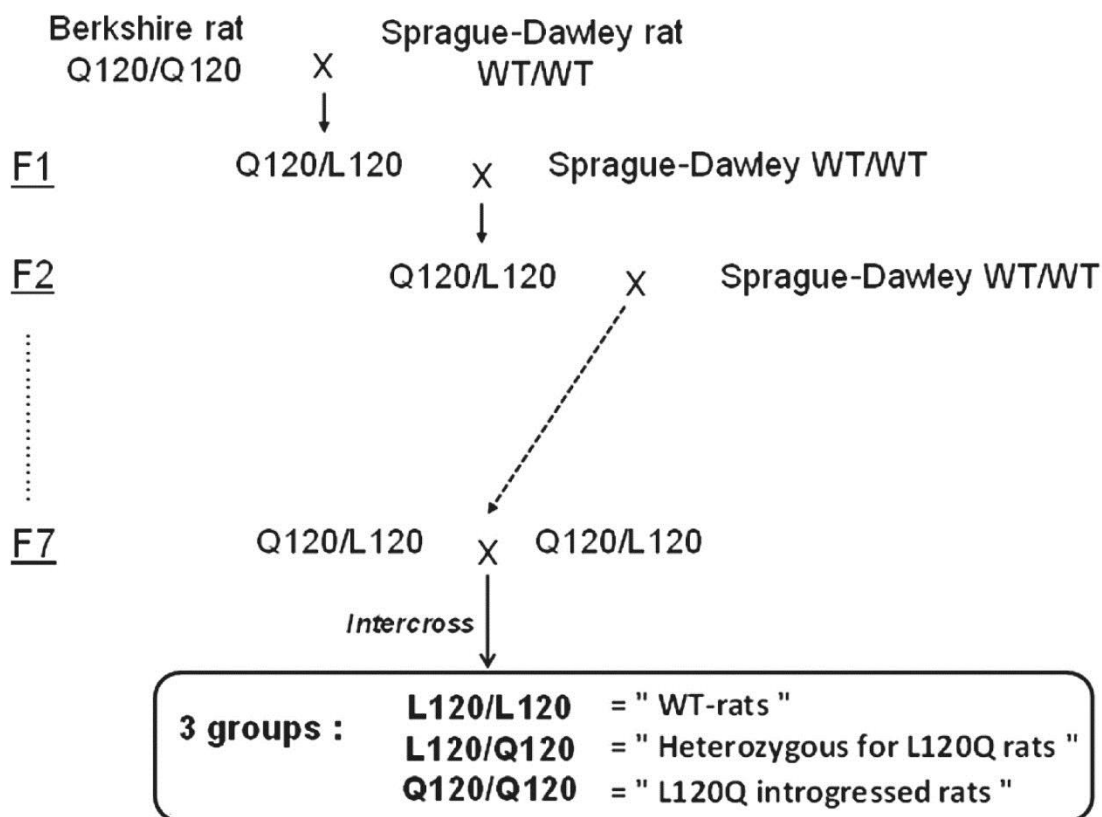 Berkshire rat X Sprague-Dawley rat
Q120/Q120 WT/WT
F1 Q120/L120 X Sprague-Dawley WT/WT
F2 Q120/L120 X Sprague-Dawley WT/WT
F7 Q120/L120 X Q120/L120
Intercross
3 groups :
L120/L120 = " WT-rats "
L120/Q120 = " Heterozygous for L120Q rats "
Q120/Q120 = " L120Q introgressed rats "